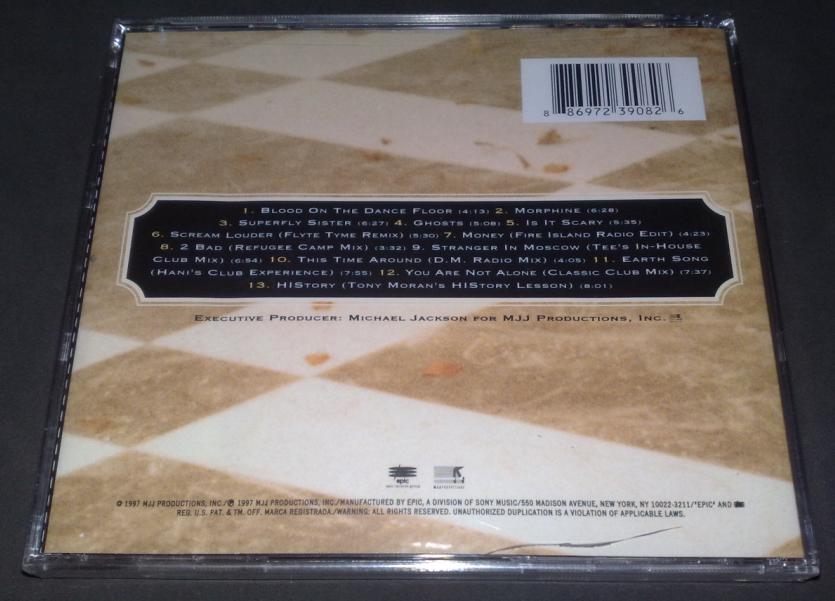 8 86972 39082 6
1. Blood On The Dance Floor (4:13) 2. Morphine (6:28)
3. Superfly Sister (6:27) 4. Ghosts (5:08) 5. Is It Scary (5:35)
6. Scream Louder (Flyte Tyme Remix) (5:30) 7. Money (Fire Island Radio Edit) (4:23)
8. 2 Bad (Refugee Camp Mix) (3:32) 9. Stranger In Moscow (Tee's In-House
Club Mix) (6:54) 10. This Time Around (D.M. Radio Mix) (4:05) 11. Earth Song
(Hani's Club Experience) (7:55) 12. You Are Not Alone (Classic Club Mix) (7:37)
13. HIStory (Tony Moran's HIStory Lesson) (8:01)
Executive Producer: Michael Jackson for MJJ Productions, Inc.
epic
© 1997 MJJ PRODUCTIONS, INC./℗ 1997 MJJ PRODUCTIONS, INC./MANUFACTURED BY EPIC, A DIVISION OF SONY MUSIC/550 MADISON AVENUE, NEW YORK, NY 10022-3211/"EPIC" AND
REG. U.S. PAT. & TM. OFF. MARCA REGISTRADA./WARNING: ALL RIGHTS RESERVED. UNAUTHORIZED DUPLICATION IS A VIOLATION OF APPLICABLE LAWS.